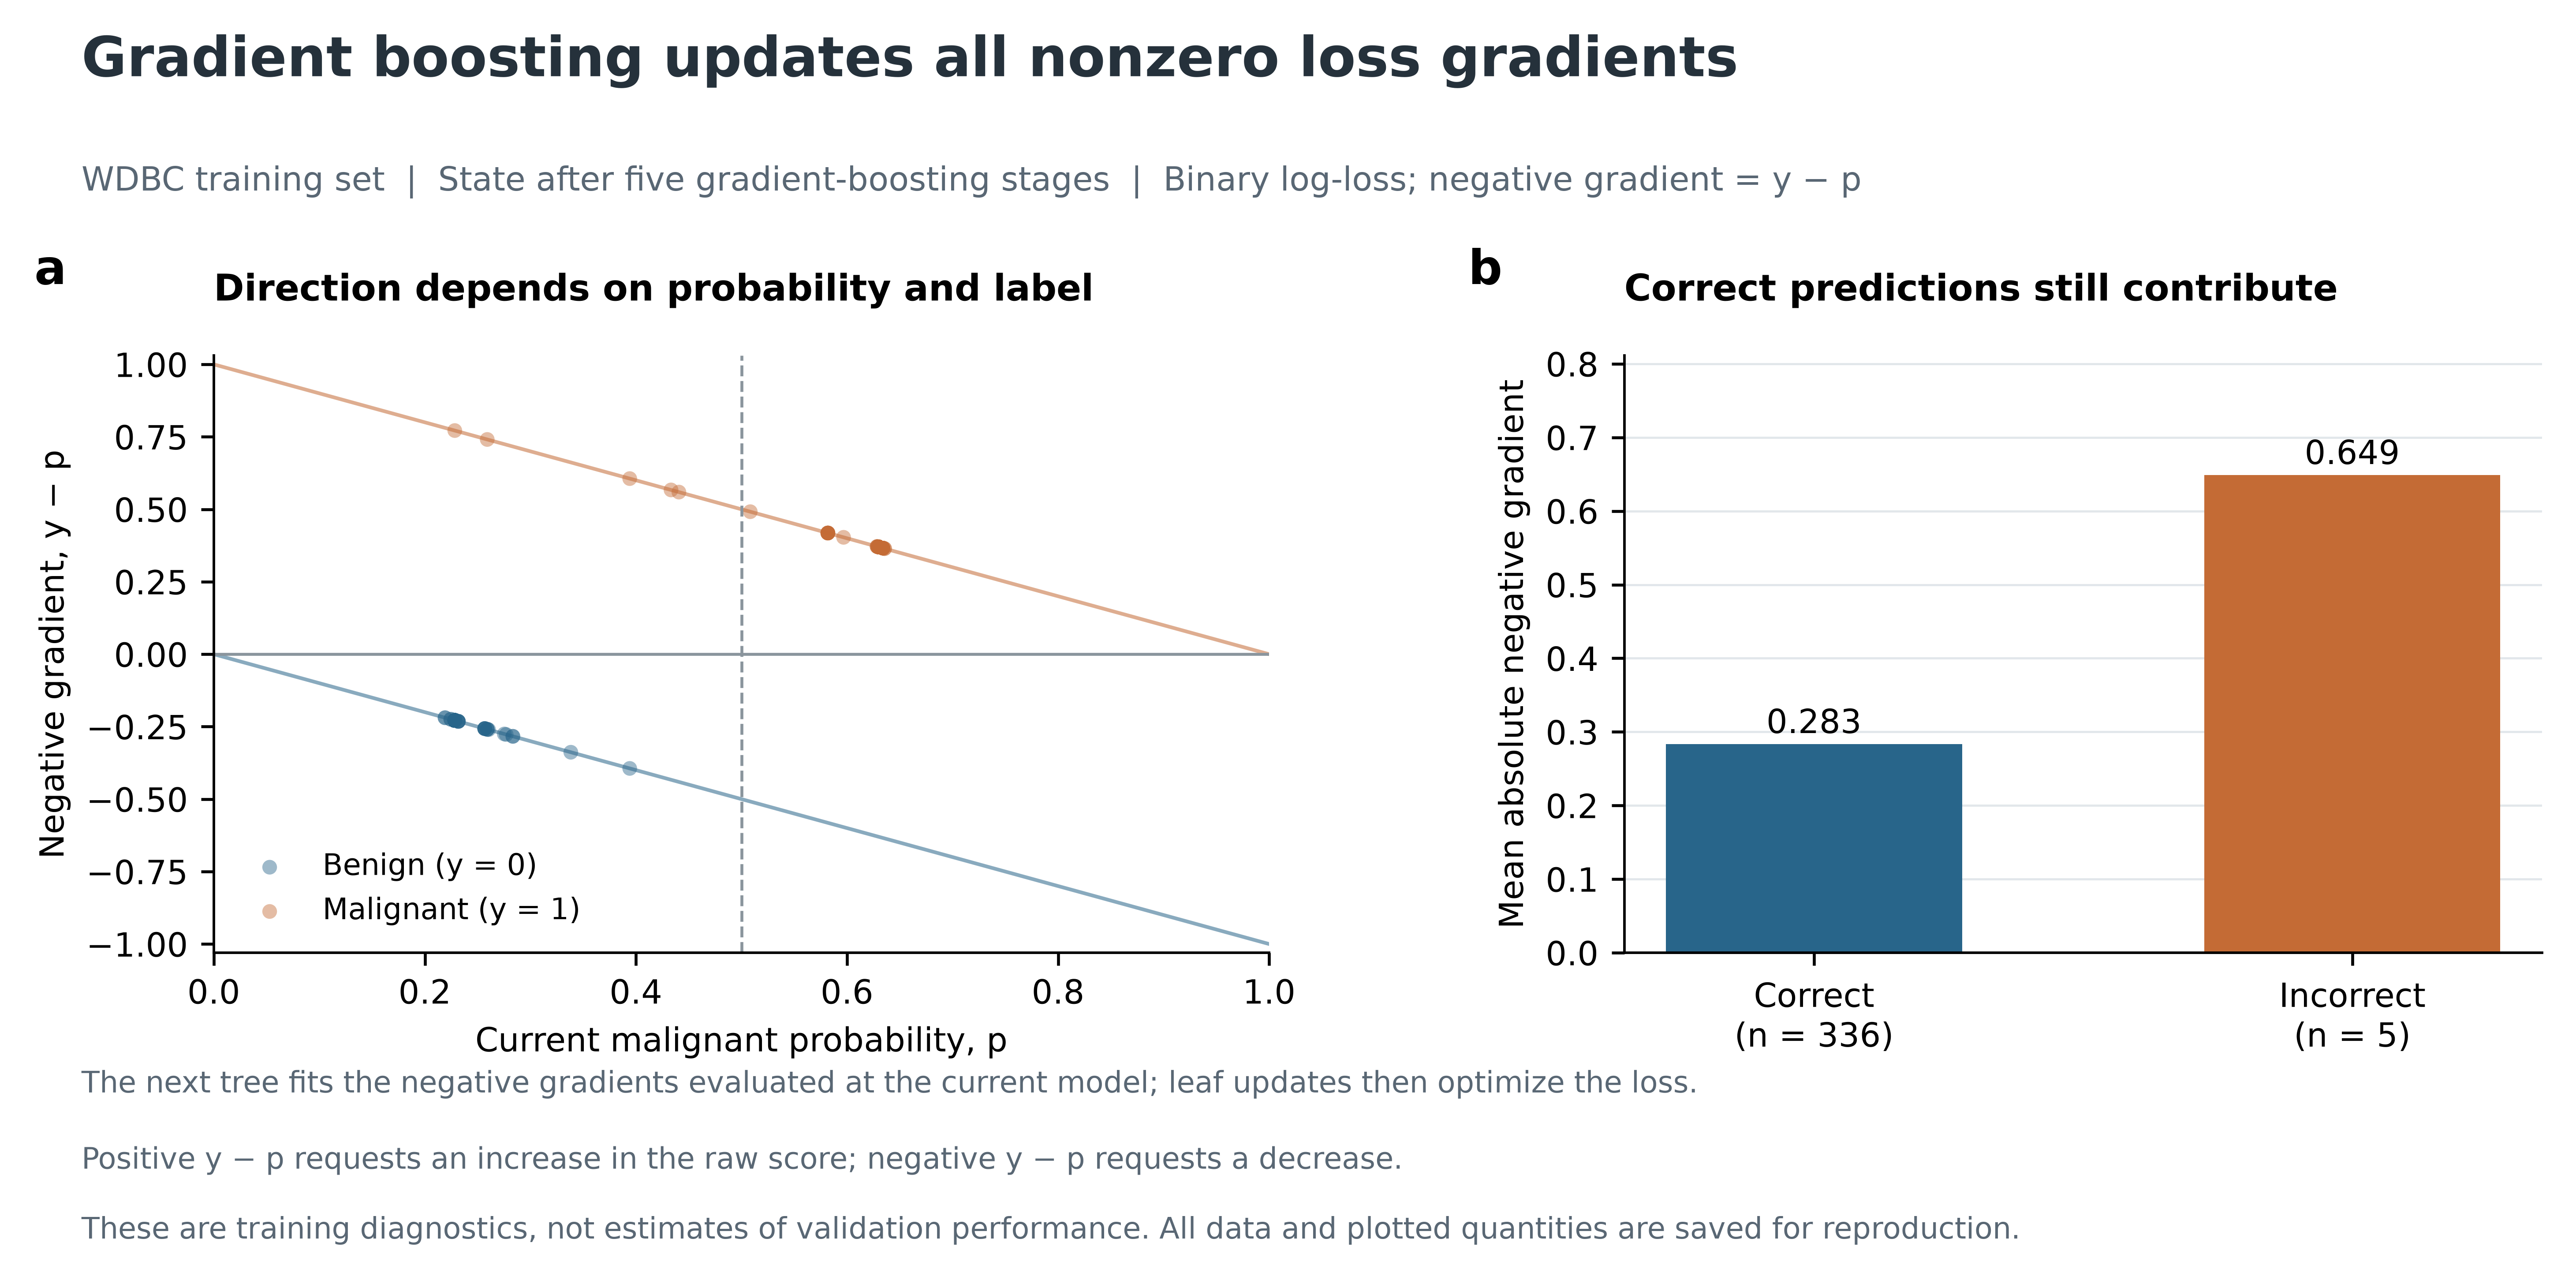 Gradient boosting updates all nonzero loss gradients
WDBC training set | State after five gradient-boosting stages | Binary log-loss; negative gradient = y − p
a
Direction depends on probability and label
Negative gradient, y − p
1.00
0.75
0.50
0.25
0.00
−0.25
−0.50
−0.75
−1.00
Benign (y = 0)
Malignant (y = 1)
0.0 0.2 0.4 0.6 0.8 1.0
Current malignant probability, p
b
Correct predictions still contribute
Mean absolute negative gradient
0.8
0.7
0.6
0.5
0.4
0.3
0.2
0.1
0.0
0.283
0.649
Correct
(n = 336)
Incorrect
(n = 5)
The next tree fits the negative gradients evaluated at the current model; leaf updates then optimize the loss.
Positive y − p requests an increase in the raw score; negative y − p requests a decrease.
These are training diagnostics, not estimates of validation performance. All data and plotted quantities are saved for reproduction.